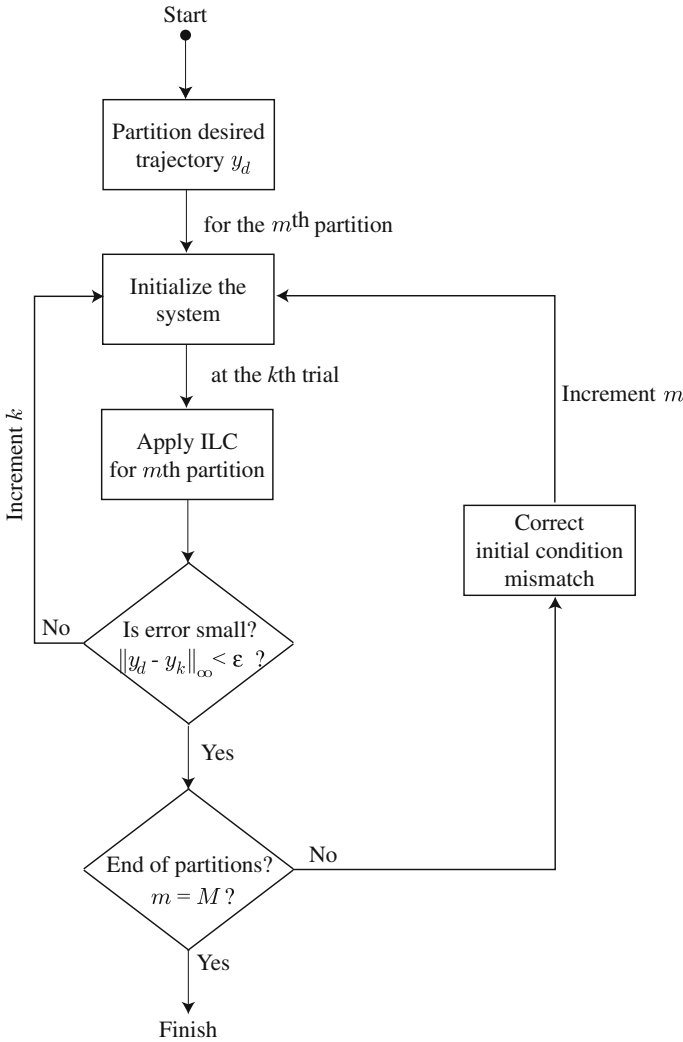 Start
Partition desired
trajectory y_d
for the mth partition
Initialize the
system
at the kth trial
Increment k
Increment m
Apply ILC
for mth partition
Correct
initial condition
mismatch
No
Is error small?
||y_d - y_k||_∞ < ε ?
Yes
End of partitions?
m = M ?
No
Yes
Finish